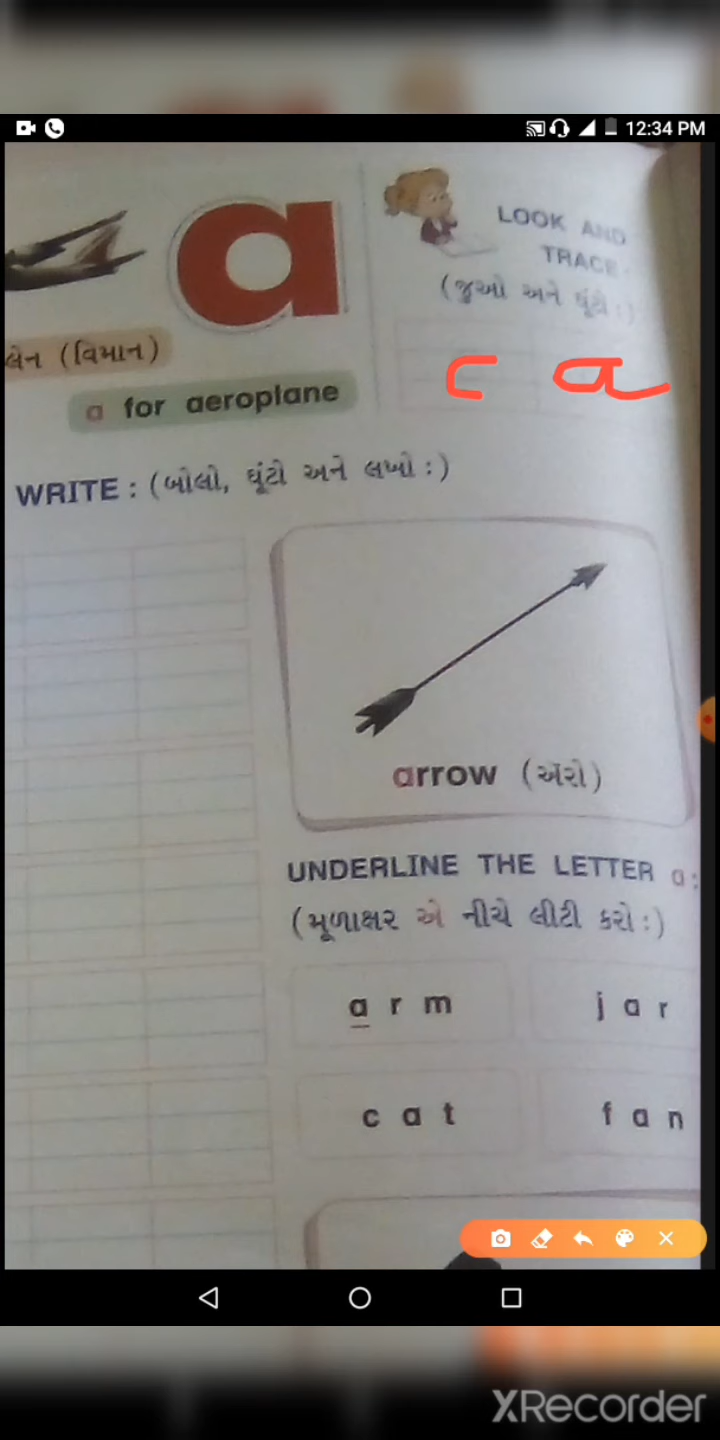 12:34 PM
a
LOOK AND
TRACE
(જુઓ અને ઘૂંટો :)
c a
(વિમાન)
a for aeroplane
WRITE : (બોલો, ઘૂંટો અને લખો :)
arrow (ઍરો)
UNDERLINE THE LETTER a :
(મૂળાક્ષર એ નીચે લીટી કરો :)
a r m
j a r
c a t
f a n
XRecorder